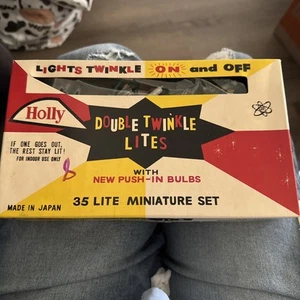 LIGHTS TWINKLE ON and OFF
Holly
DOUBLE TWINKLE
LITES
IF ONE GOES OUT,
THE REST STAY LIT!
FOR INDOOR USE ONLY
8
WITH
NEW PUSH-IN BULBS
MADE IN JAPAN
35 LITE MINIATURE SET